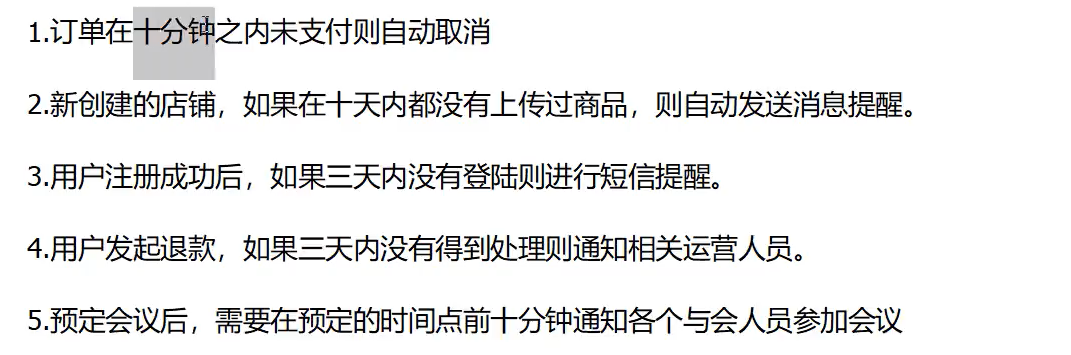 1.订单在十分钟之内未支付则自动取消
2.新创建的店铺，如果在十天内都没有上传过商品，则自动发送消息提醒。
3.用户注册成功后，如果三天内没有登陆则进行短信提醒。
4.用户发起退款，如果三天内没有得到处理则通知相关运营人员。
5.预定会议后，需要在预定的时间点前十分钟通知各个与会人员参加会议